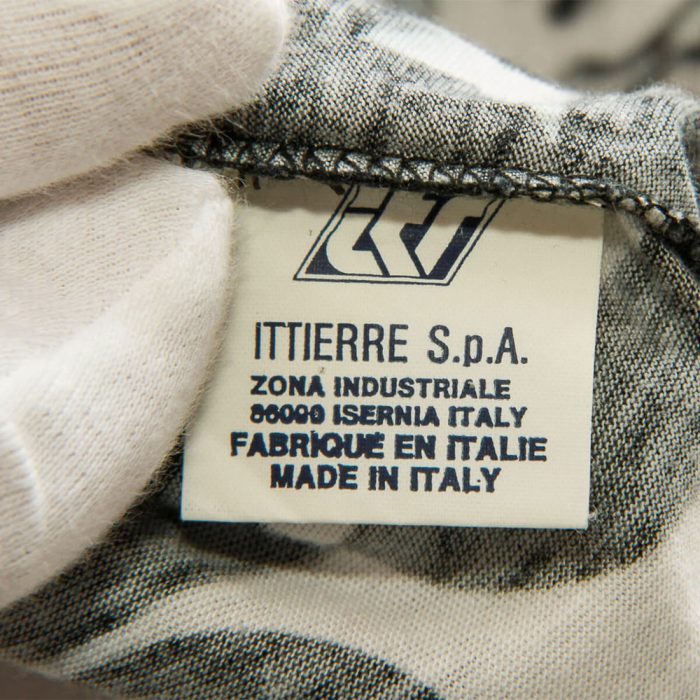 ITTIERRE S.p.A.
ZONA INDUSTRIALE
86090 ISERNIA ITALY
FABRIQUÉ EN ITALIE
MADE IN ITALY